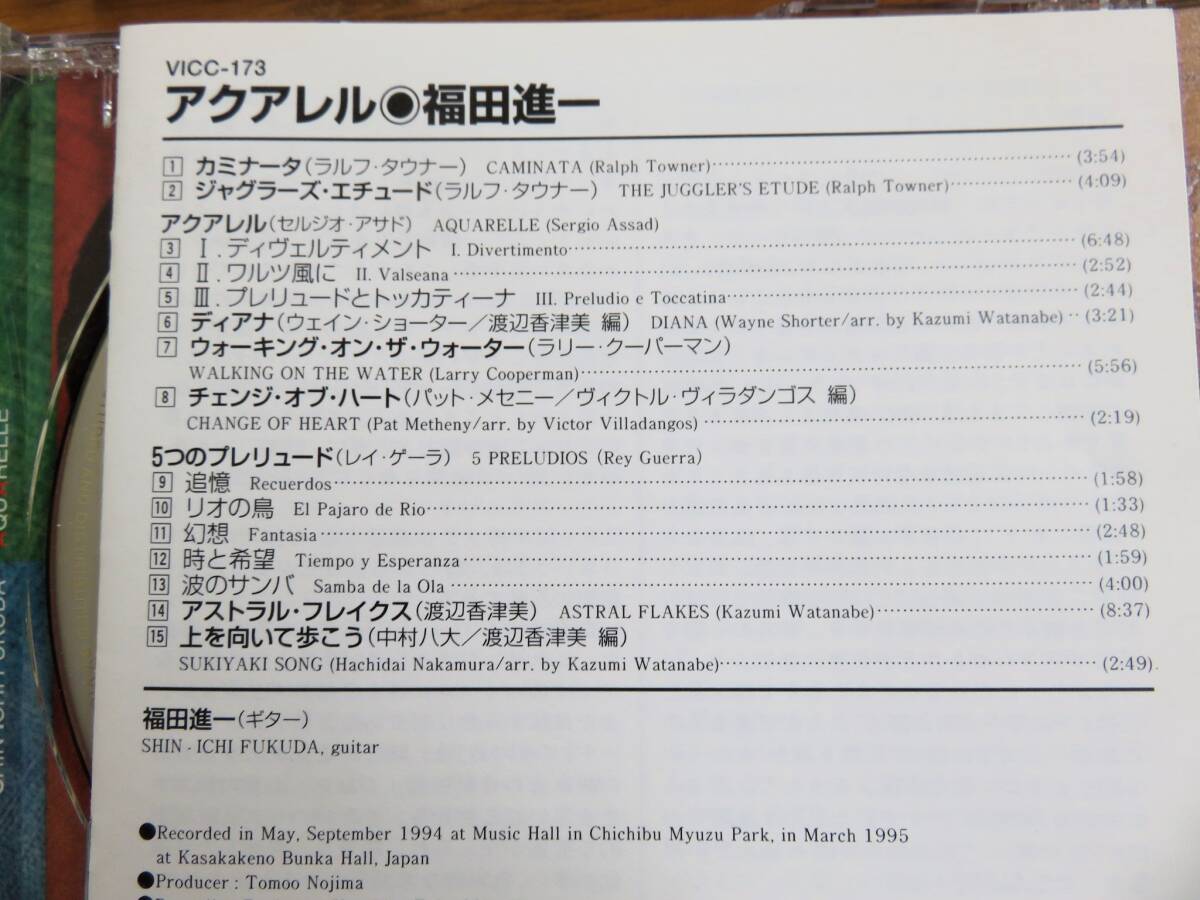 VICC-173
アクアレル◉福田進一
1 カミナータ(ラルフ・タウナー) CAMINATA (Ralph Towner)………(3:54)
2 ジャグラーズ・エチュード(ラルフ・タウナー) THE JUGGLER'S ETUDE (Ralph Towner)………(4:09)
アクアレル(セルジオ・アサド) AQUARELLE (Sergio Assad)
3 Ⅰ.ディヴェルティメント I. Divertimento………(6:48)
4 Ⅱ.ワルツ風に II. Valseana………(2:52)
5 Ⅲ.プレリュードとトッカティーナ III. Preludio e Toccatina………(2:44)
6 ディアナ(ウェイン・ショーター/渡辺香津美 編) DIANA (Wayne Shorter/arr. by Kazumi Watanabe)‥(3:21)
7 ウォーキング・オン・ザ・ウォーター(ラリー・クーパーマン)
WALKING ON THE WATER (Larry Cooperman)………(5:56)
8 チェンジ・オブ・ハート(パット・メセニー/ヴィクトル・ヴィラダンゴス 編)
CHANGE OF HEART (Pat Metheny/arr. by Victor Villadangos)………(2:19)
5つのプレリュード(レイ・ゲーラ) 5 PRELUDIOS (Rey Guerra)
9 追憶 Recuerdos………(1:58)
10 リオの鳥 El Pajaro de Rio………(1:33)
11 幻想 Fantasia………(2:48)
12 時と希望 Tiempo y Esperanza………(1:59)
13 波のサンバ Samba de la Ola………(4:00)
14 アストラル・フレイクス(渡辺香津美) ASTRAL FLAKES (Kazumi Watanabe)………(8:37)
15 上を向いて歩こう(中村八大/渡辺香津美 編)
SUKIYAKI SONG (Hachidai Nakamura/arr. by Kazumi Watanabe)………(2:49)
福田進一(ギター)
SHIN-ICHI FUKUDA, guitar
●Recorded in May, September 1994 at Music Hall in Chichibu Myuzu Park, in March 1995
at Kasakakeno Bunka Hall, Japan
●Producer : Tomoo Nojima
AQUARELLE
SHIN-ICHI FUKUDA